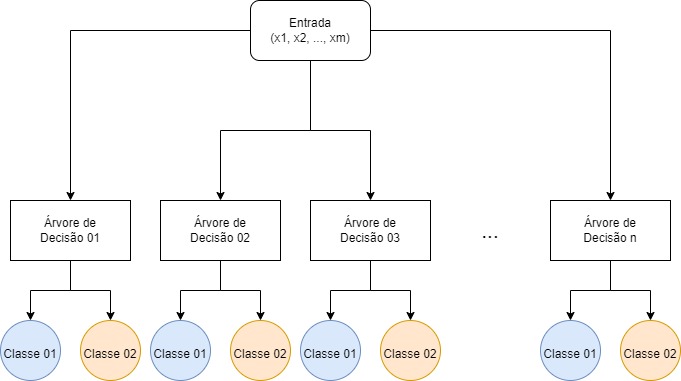 Entrada
(x1, x2, ..., xm)
Árvore de
Decisão 01
Árvore de
Decisão 02
Árvore de
Decisão 03
...
Árvore de
Decisão n
Classe 01
Classe 02
Classe 01
Classe 02
Classe 01
Classe 02
Classe 01
Classe 02